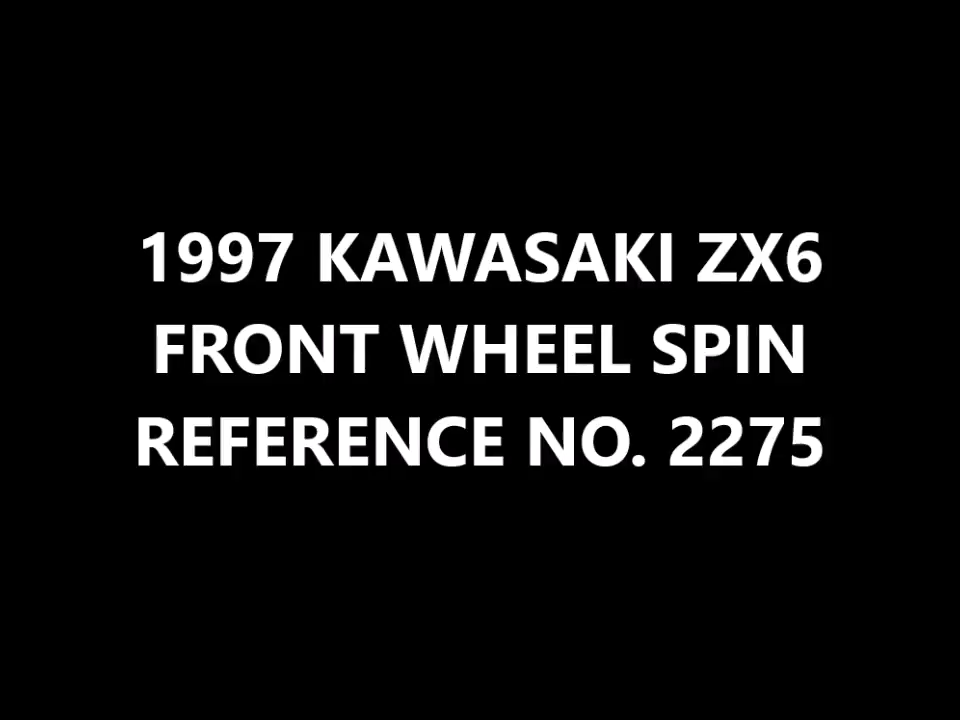 1997 KAWASAKI ZX6
FRONT WHEEL SPIN
REFERENCE NO. 2275